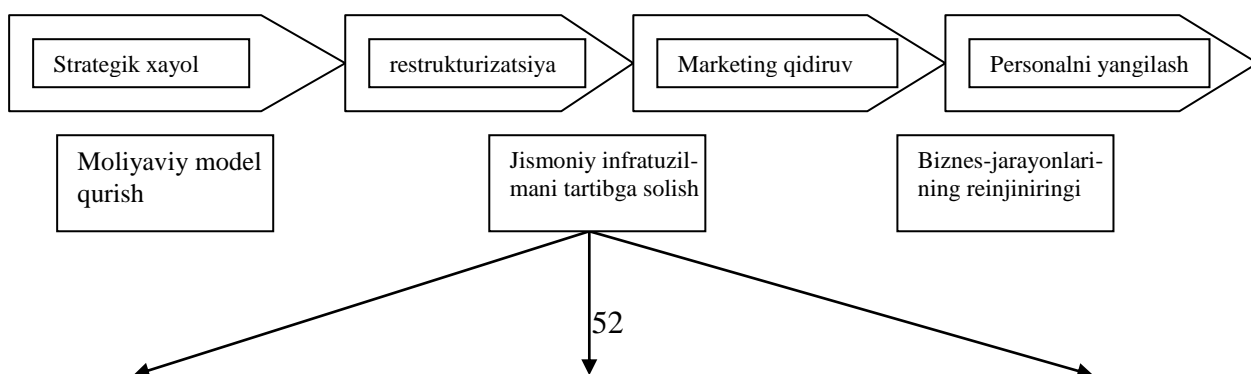 Strategik xayol
restrukturizatsiya
Marketing qidiruv
Personalni yangilash
Moliyaviy model
qurish
Jismoniy infratuzil-
mani tartibga solish
Biznes-jarayonlari-
ning reinjiniringi
52